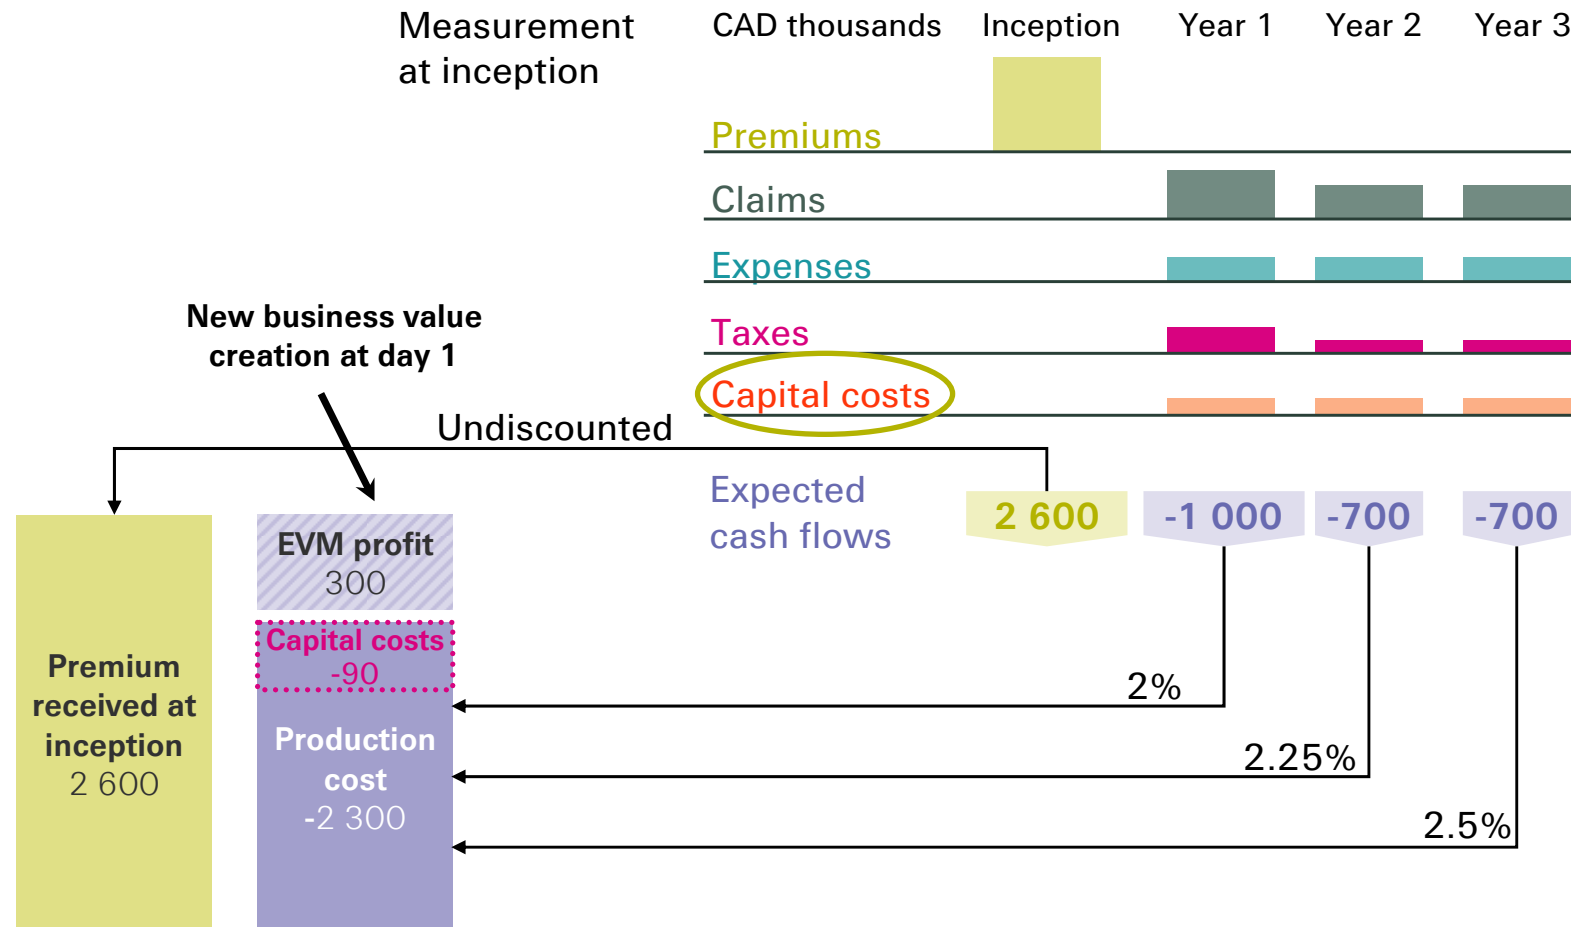 Measurement
at inception
CAD thousands Inception Year 1 Year 2 Year 3
Premiums
Claims
Expenses
Taxes
Capital costs
New business value
creation at day 1
Undiscounted
Expected
cash flows
2 600 -1 000 -700 -700
EVM profit
300
Capital costs
-90
Production
cost
-2 300
Premium
received at
inception
2 600
2%
2.25%
2.5%